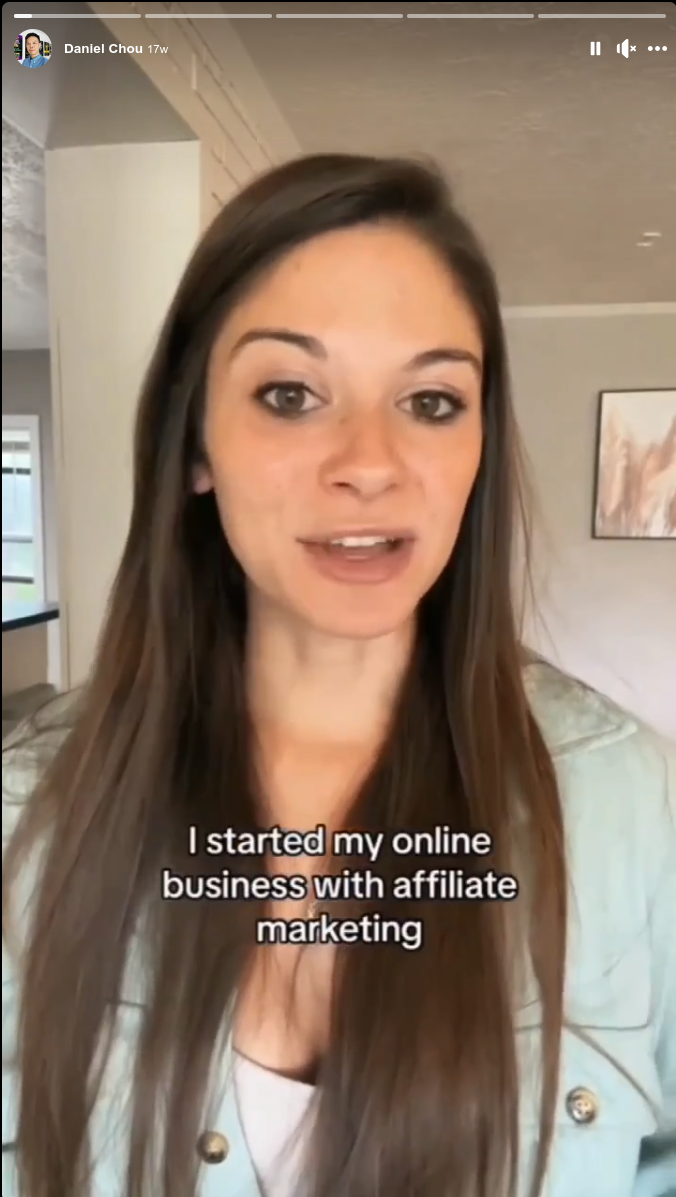 Daniel Chou 17w
I started my online
business with affiliate
marketing